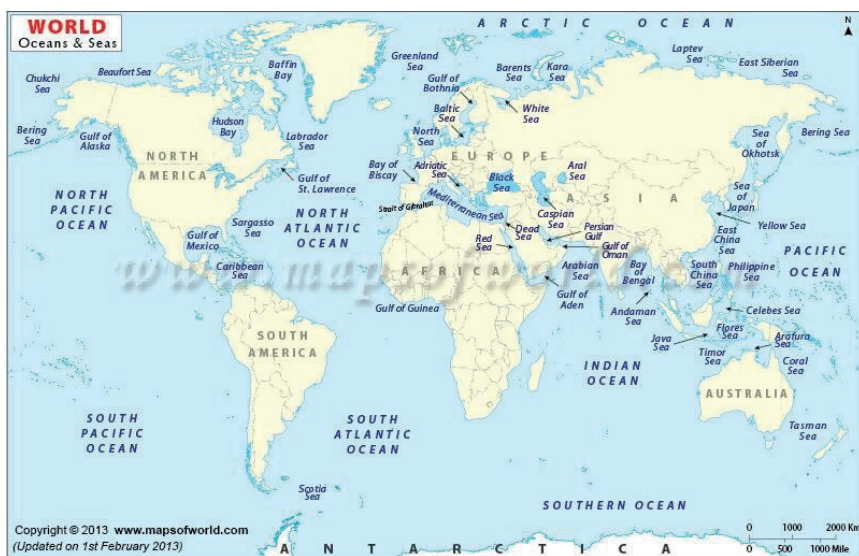 WORLD
Oceans & Seas
ARCTIC OCEAN
N
Greenland
Sea
Barents
Sea
Kara
Sea
Laptev
Sea
East Siberian
Sea
Chukchi
Sea
Beaufort Sea
Baffin
Bay
Gulf of
Bothnia
White
Sea
Baltic
Sea
Bering
Sea
Gulf of
Alaska
Hudson
Bay
Labrador
Sea
North
Sea
Sea
of
Okhotsk
Bering Sea
NORTH
AMERICA
Gulf of
St. Lawrence
Bay of
Biscay
Adriatic
Sea
EUROPE
Black
Sea
Aral
Sea
ASIA
Sea of
Japan
NORTH
PACIFIC
OCEAN
Sargasso
Sea
NORTH
ATLANTIC
OCEAN
Strait of Gibraltar
Mediterranean Sea
Caspian
Sea
Yellow Sea
Gulf of
Mexico
Red
Sea
Dead
Sea
Persian
Gulf
Gulf of
Oman
East
China
Sea
PACIFIC
OCEAN
www.mapsofworld.com
Caribbean
Sea
AFRICA
Arabian
Sea
Bay
of
Bengal
South
China
Sea
Philippine
Sea
Gulf of Guinea
Gulf of
Aden
Andaman
Sea
Celebes Sea
SOUTH
AMERICA
Java
Sea
Flores
Sea
Arafura
Sea
Timor
Sea
Coral
Sea
INDIAN
OCEAN
AUSTRALIA
SOUTH
PACIFIC
OCEAN
SOUTH
ATLANTIC
OCEAN
Tasman
Sea
Scotia
Sea
SOUTHERN OCEAN
Copyright © 2013 www.mapsofworld.com
(Updated on 1st February 2013)
0 1000 2000 Km
0 500 1000 Mile
ANTARCTICA